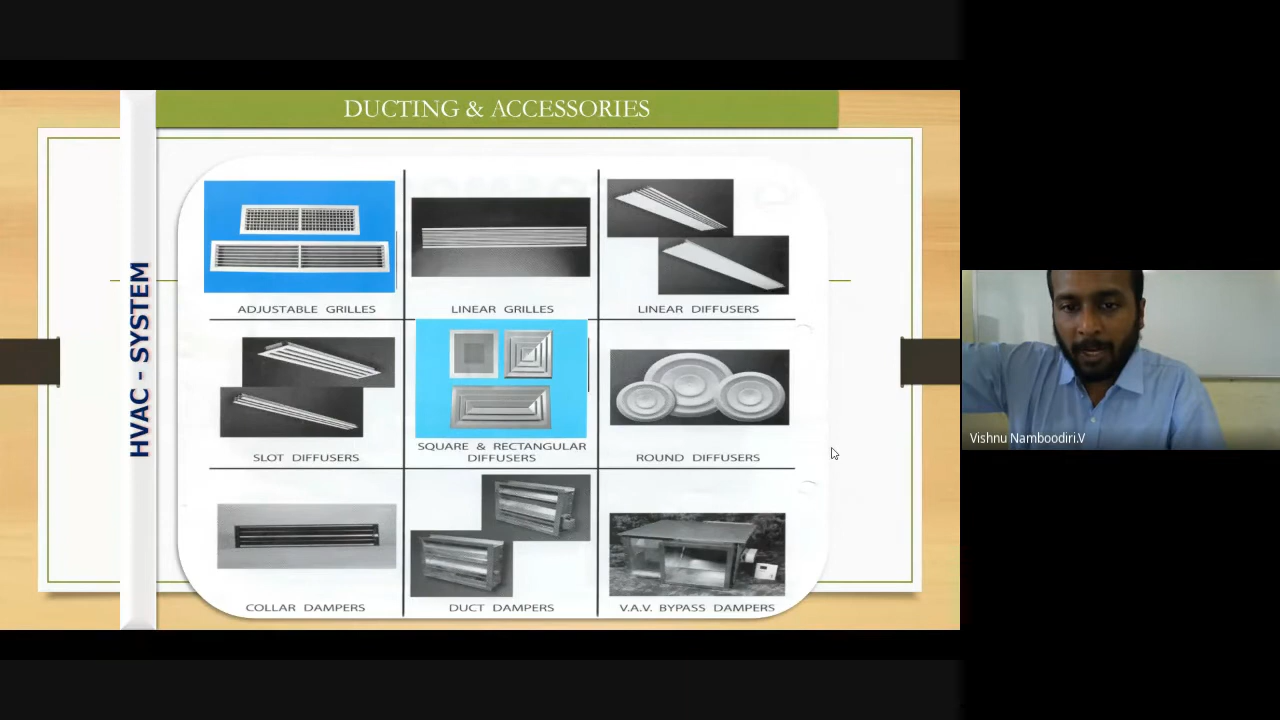 DUCTING & ACCESSORIES
HVAC - SYSTEM
ADJUSTABLE GRILLES
LINEAR GRILLES
LINEAR DIFFUSERS
SLOT DIFFUSERS
SQUARE & RECTANGULAR
DIFFUSERS
ROUND DIFFUSERS
COLLAR DAMPERS
DUCT DAMPERS
V.A.V. BYPASS DAMPERS
Vishnu Namboodiri.V